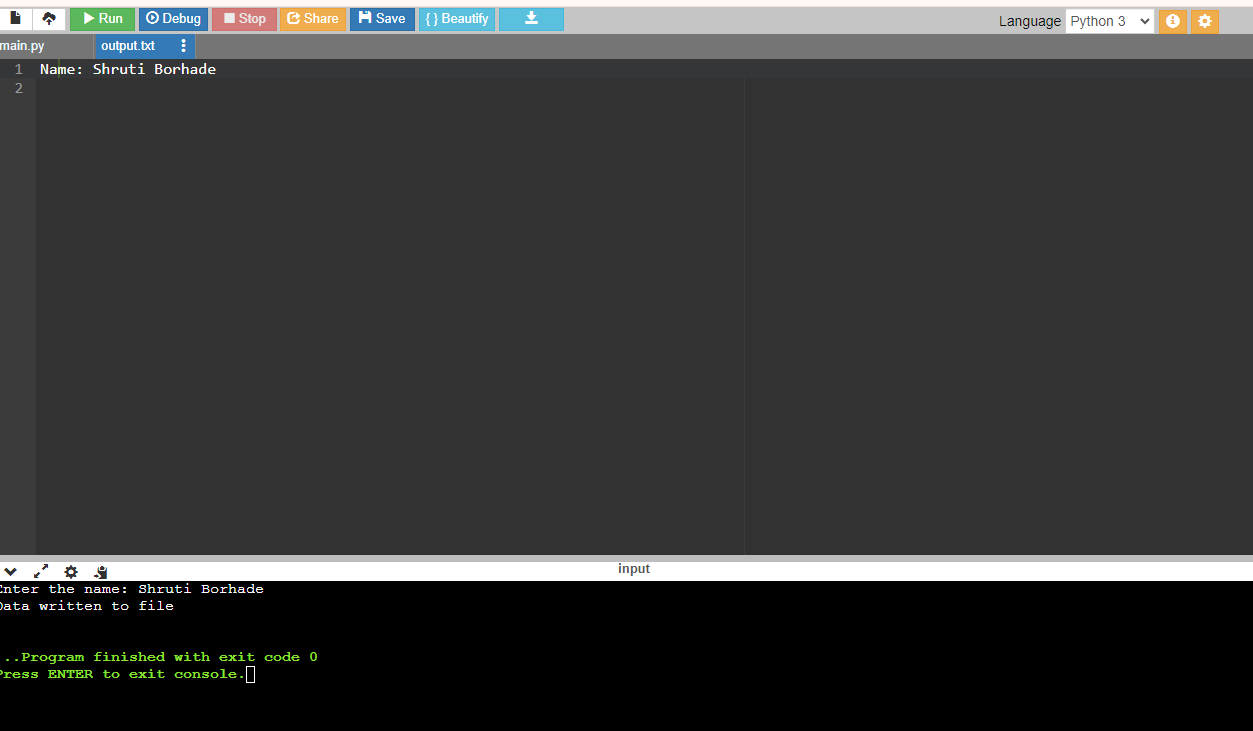 Run Debug Stop Share Save { } Beautify Language Python 3
main.py output.txt
1 Name: Shruti Borhade
2
input
Enter the name: Shruti Borhade
Data written to file
...Program finished with exit code 0
Press ENTER to exit console.